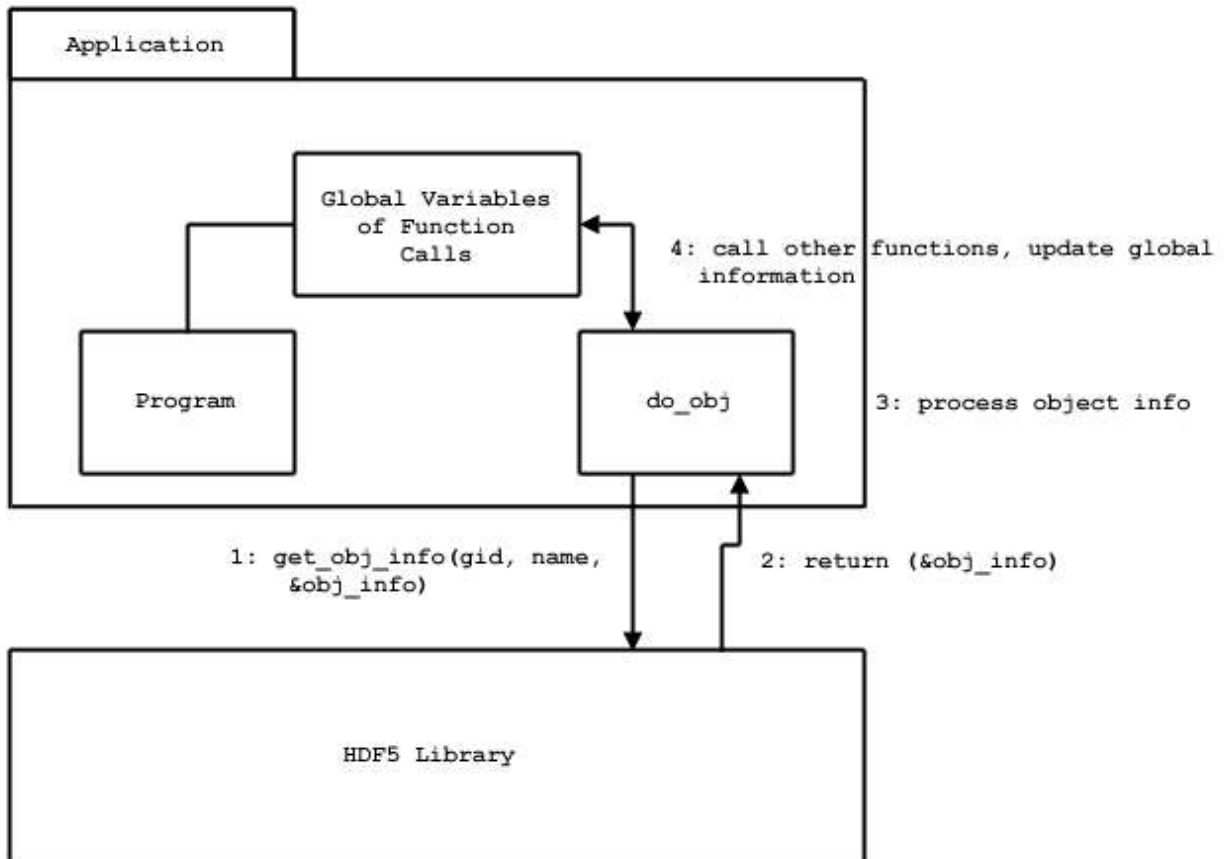 Application
Global Variables
of Function
Calls
4: call other functions, update global
information
Program
do_obj
3: process object info
1: get_obj_info(gid, name,
&obj_info)
2: return (&obj_info)
HDF5 Library